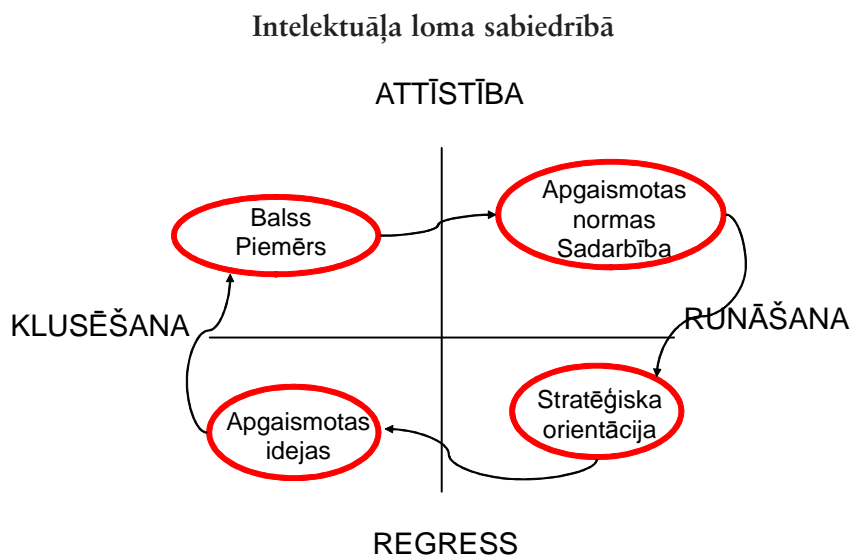 Intelektuāļa loma sabiedrībā
ATTĪSTĪBA
Balss
Piemērs
Apgaismotas
normas
Sadarbība
KLUSĒŠANA
RUNĀŠANA
Apgaismotas
idejas
Stratēģiska
orientācija
REGRESS